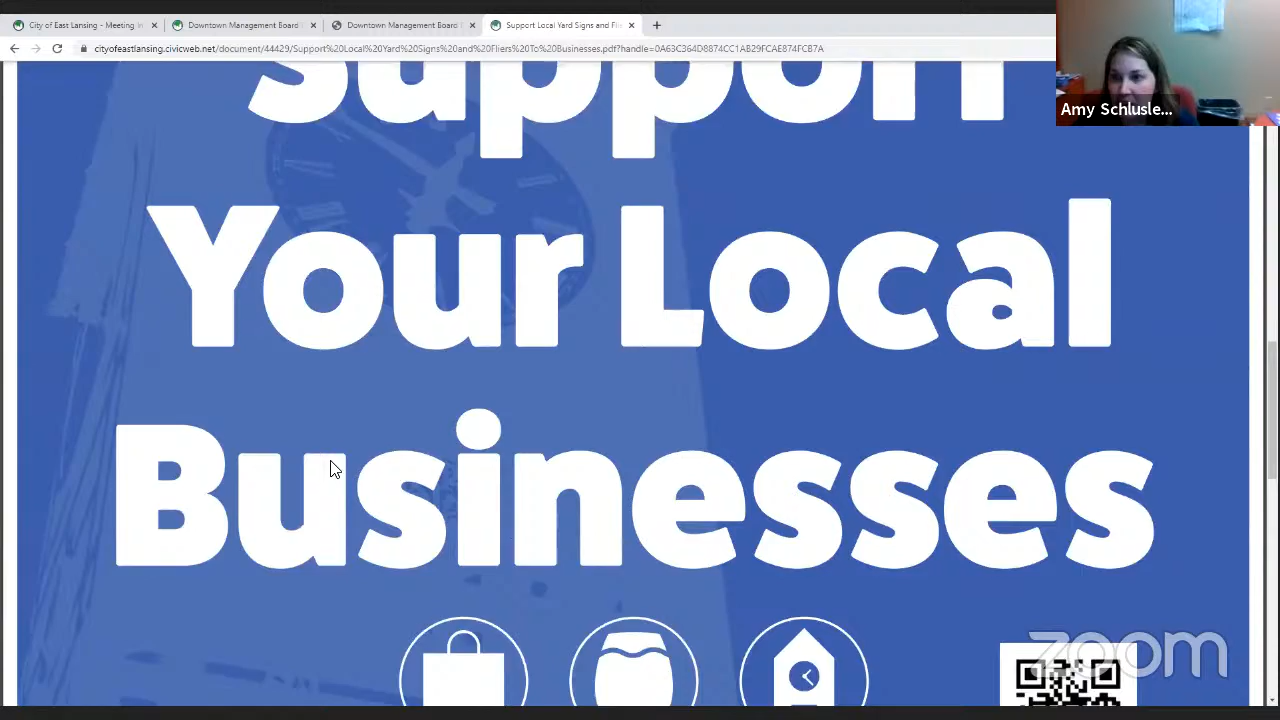 City of East Lansing - Meeting I
Downtown Management Board
Downtown Management Board
Support Local Yard Signs and Flie
cityofeastlansing.civicweb.net/document/44429/Support%20Local%20Yard%20Signs%20and%20Fliers%20To%20Businesses.pdf?handle=0A63C364D8874CC1AB29FCAE874FCB7A
Amy Schlusle...
Support
Your Local
Businesses
zoom